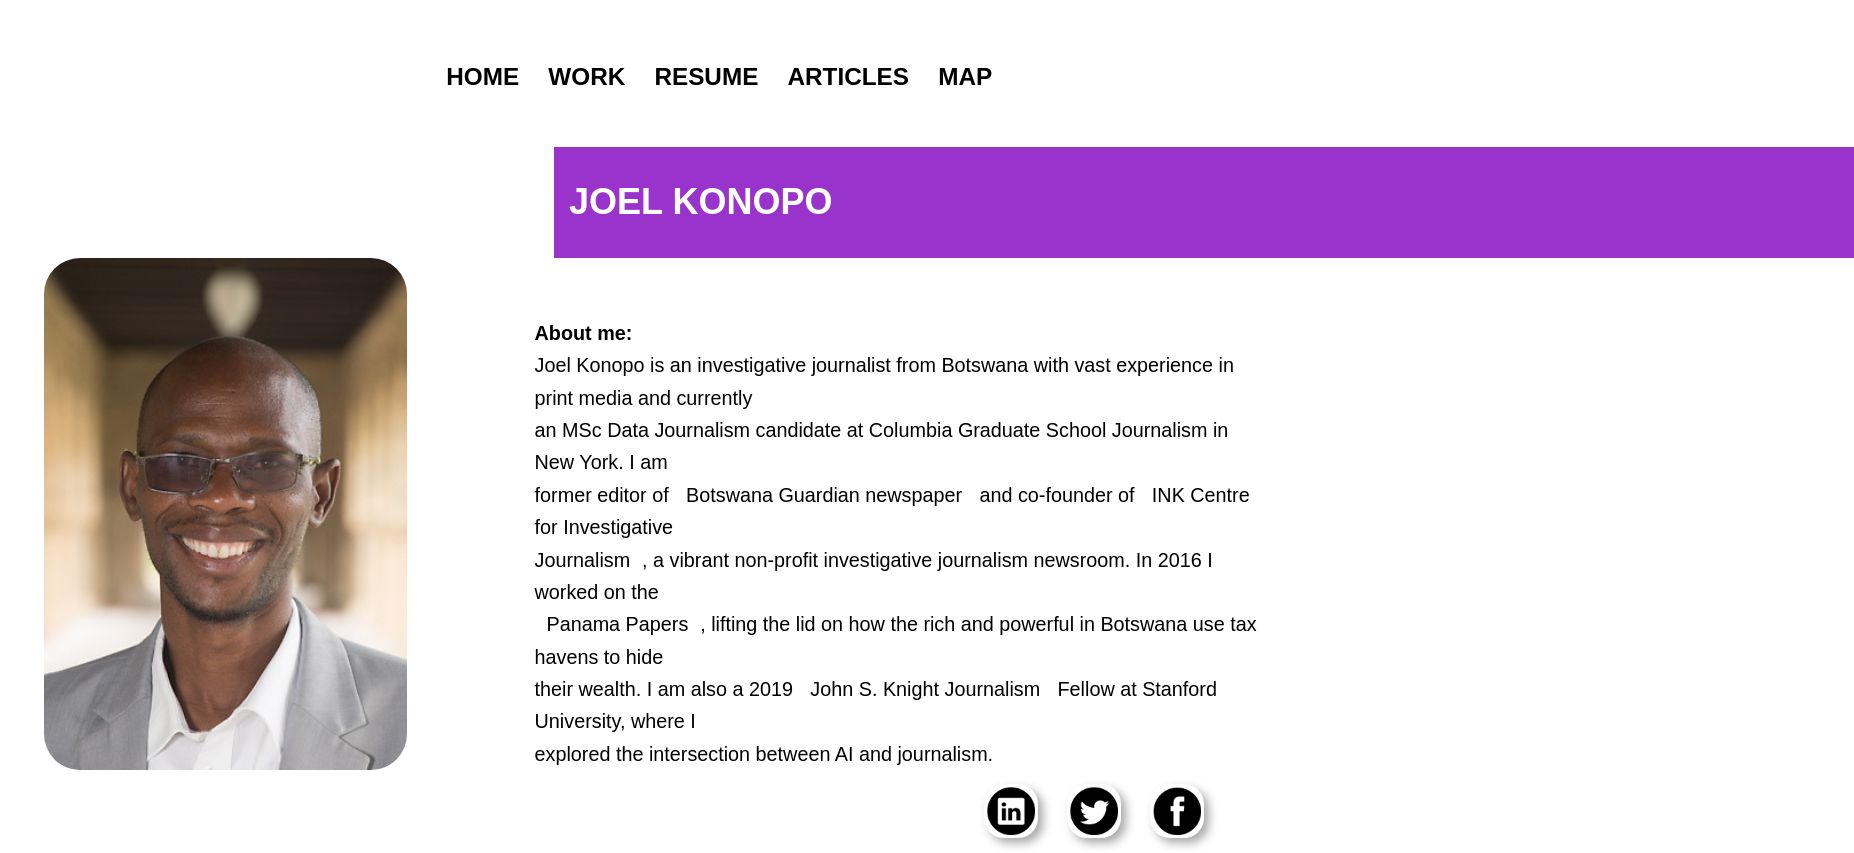 HOME WORK RESUME ARTICLES MAP
JOEL KONOPO
About me:
Joel Konopo is an investigative journalist from Botswana with vast experience in
print media and currently
an MSc Data Journalism candidate at Columbia Graduate School Journalism in
New York. I am
former editor of Botswana Guardian newspaper and co-founder of INK Centre
for Investigative
Journalism , a vibrant non-profit investigative journalism newsroom. In 2016 I
worked on the
Panama Papers , lifting the lid on how the rich and powerful in Botswana use tax
havens to hide
their wealth. I am also a 2019 John S. Knight Journalism Fellow at Stanford
University, where I
explored the intersection between AI and journalism.